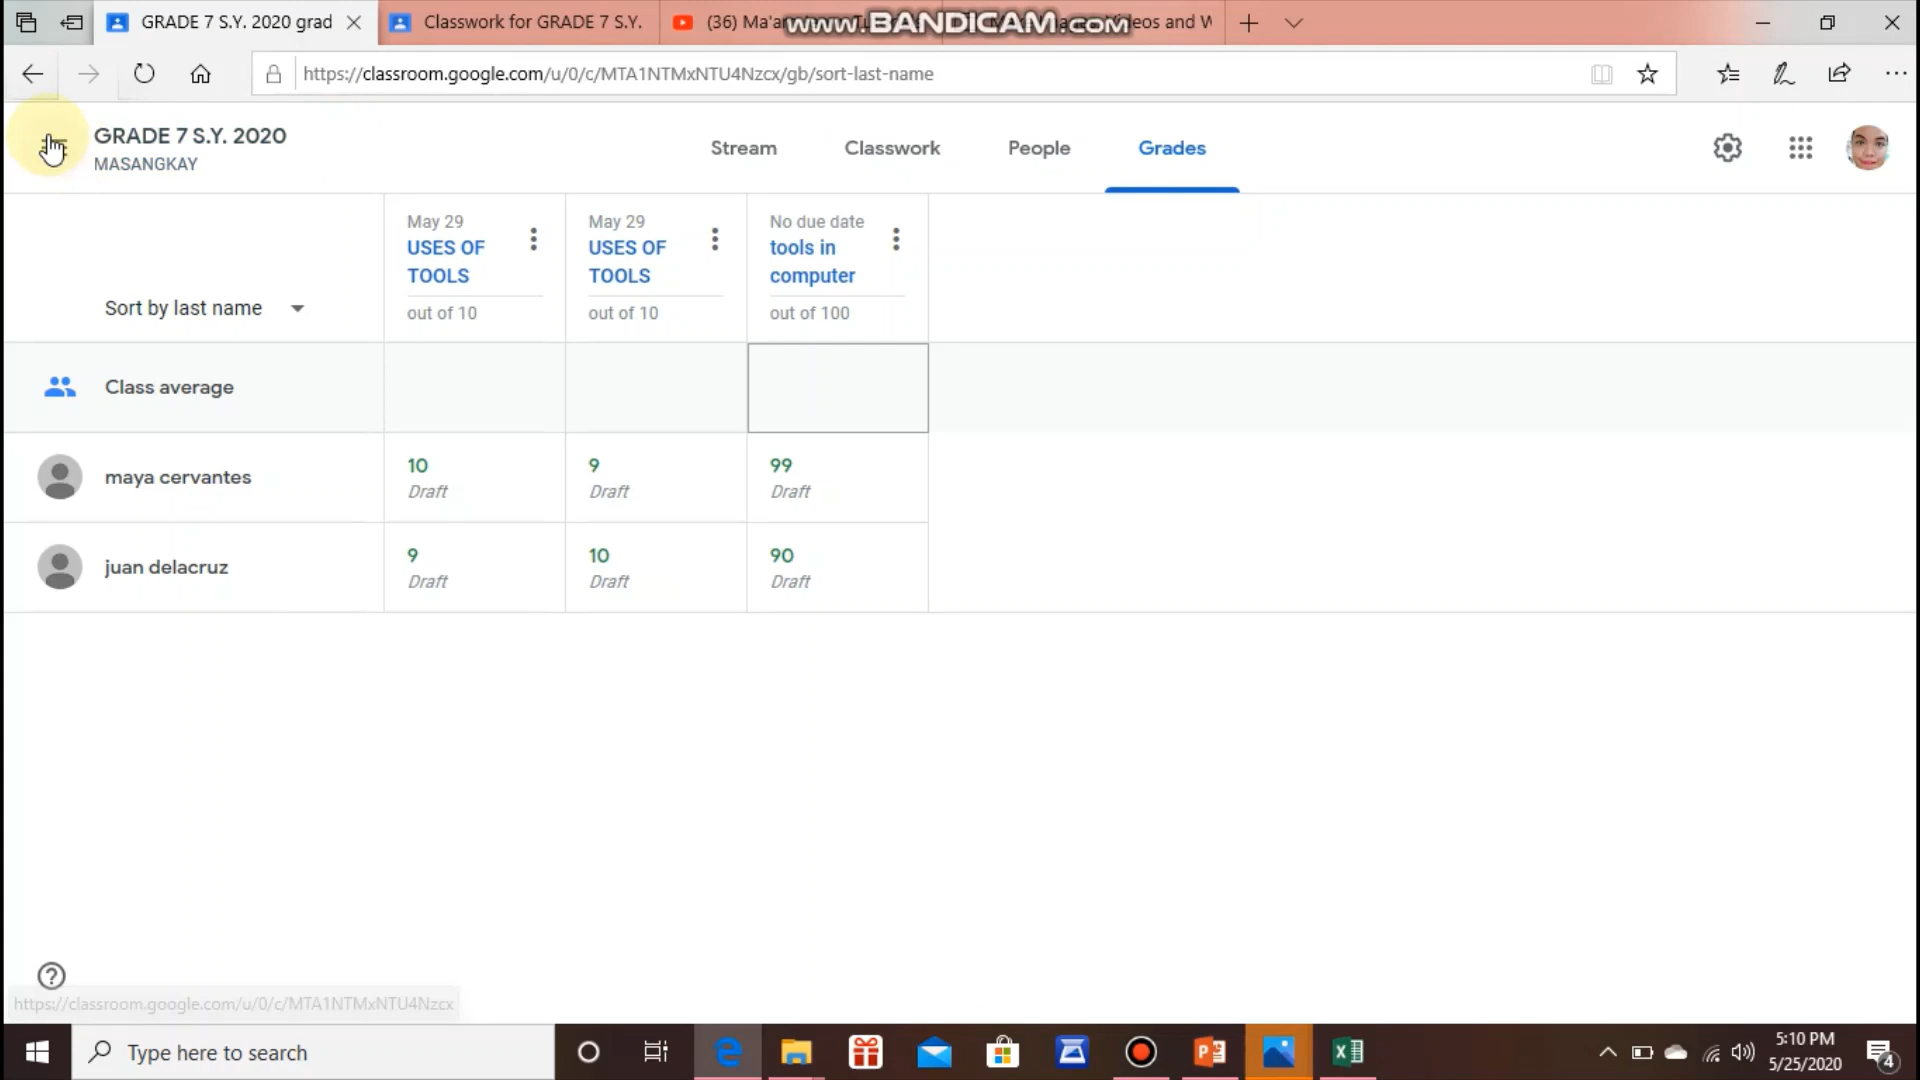 GRADE 7 S.Y. 2020 grad
Classwork for GRADE 7 S.Y.
(36) Ma'am
ideos and W
www.BANDICAM.com
https://classroom.google.com/u/0/c/MTA1NTMxNTU4Nzcx/gb/sort-last-name
GRADE 7 S.Y. 2020
MASANGKAY
Stream
Classwork
People
Grades
Sort by last name
May 29
USES OF
TOOLS
out of 10
May 29
USES OF
TOOLS
out of 10
No due date
tools in
computer
out of 100
Class average
maya cervantes
10
Draft
9
Draft
99
Draft
juan delacruz
9
Draft
10
Draft
90
Draft
https://classroom.google.com/u/0/c/MTA1NTMxNTU4Nzcx
Type here to search
5:10 PM
5/25/2020
4